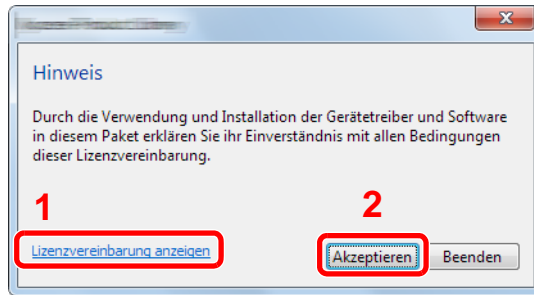 Hinweis
Durch die Verwendung und Installation der Gerätetreiber und Software
in diesem Paket erklären Sie ihr Einverständnis mit allen Bedingungen
dieser Lizenzvereinbarung.
1
2
Lizenzvereinbarung anzeigen
Akzeptieren
Beenden